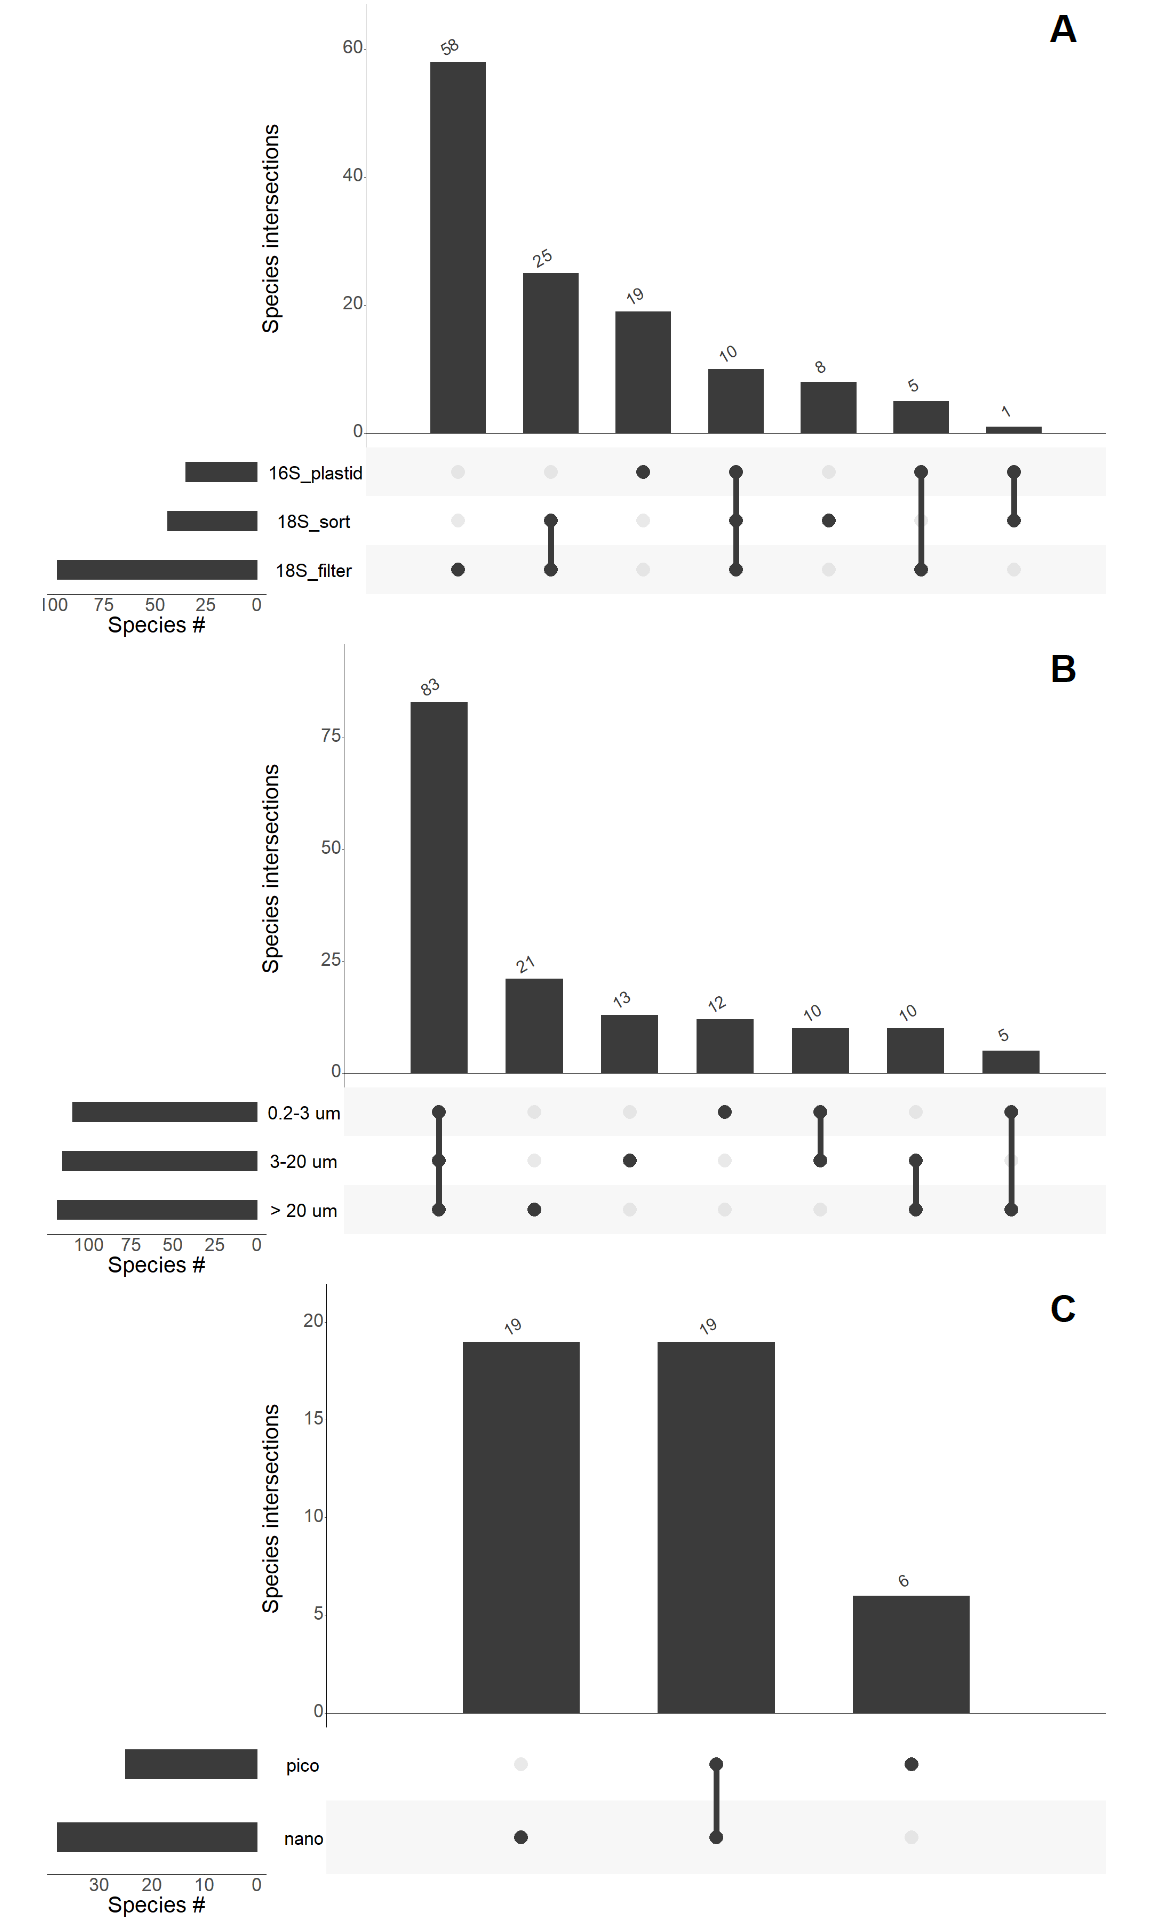 A
Species intersections
60
40
20
0
58
25
19
10
8
5
1
16S_plastid
18S_sort
18S_filter
100 75 50 25 0
Species #
B
Species intersections
75
50
25
0
83
21
13
12
10
10
5
0.2-3 um
3-20 um
> 20 um
100 75 50 25 0
Species #
C
Species intersections
20
15
10
5
0
19
19
6
pico
nano
30 20 10 0
Species #